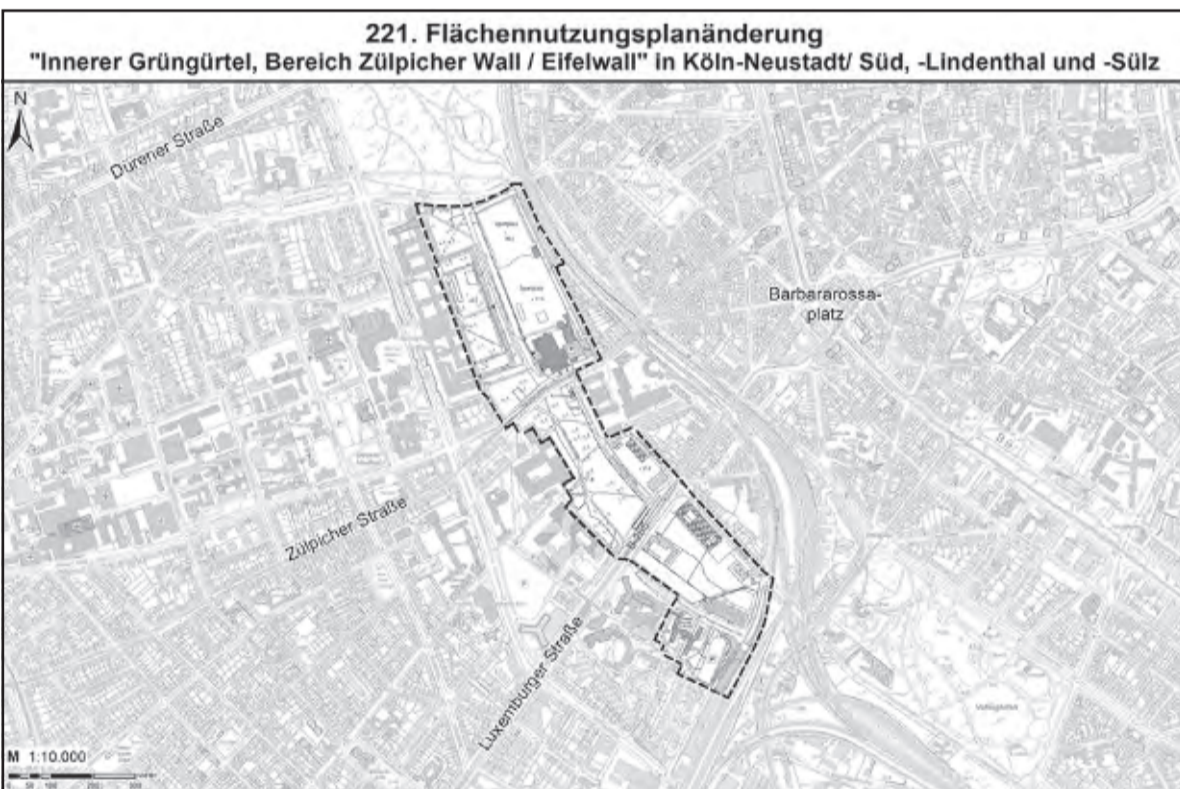 221. Flächennutzungsplanänderung
"Innerer Grüngürtel, Bereich Zülpicher Wall / Eifelwall" in Köln-Neustadt/ Süd, -Lindenthal und -Sülz
N
Dürener Straße
Barbararossa-
platz
Zülpicher Straße
Luxemburger Straße
M 1:10.000